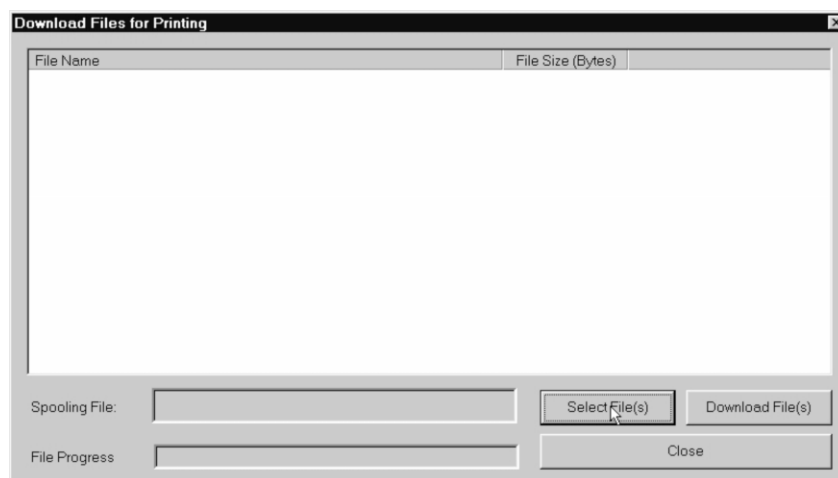 Download Files for Printing
File Name File Size (Bytes)
Spooling File: Select File(s) Download File(s)
File Progress Close